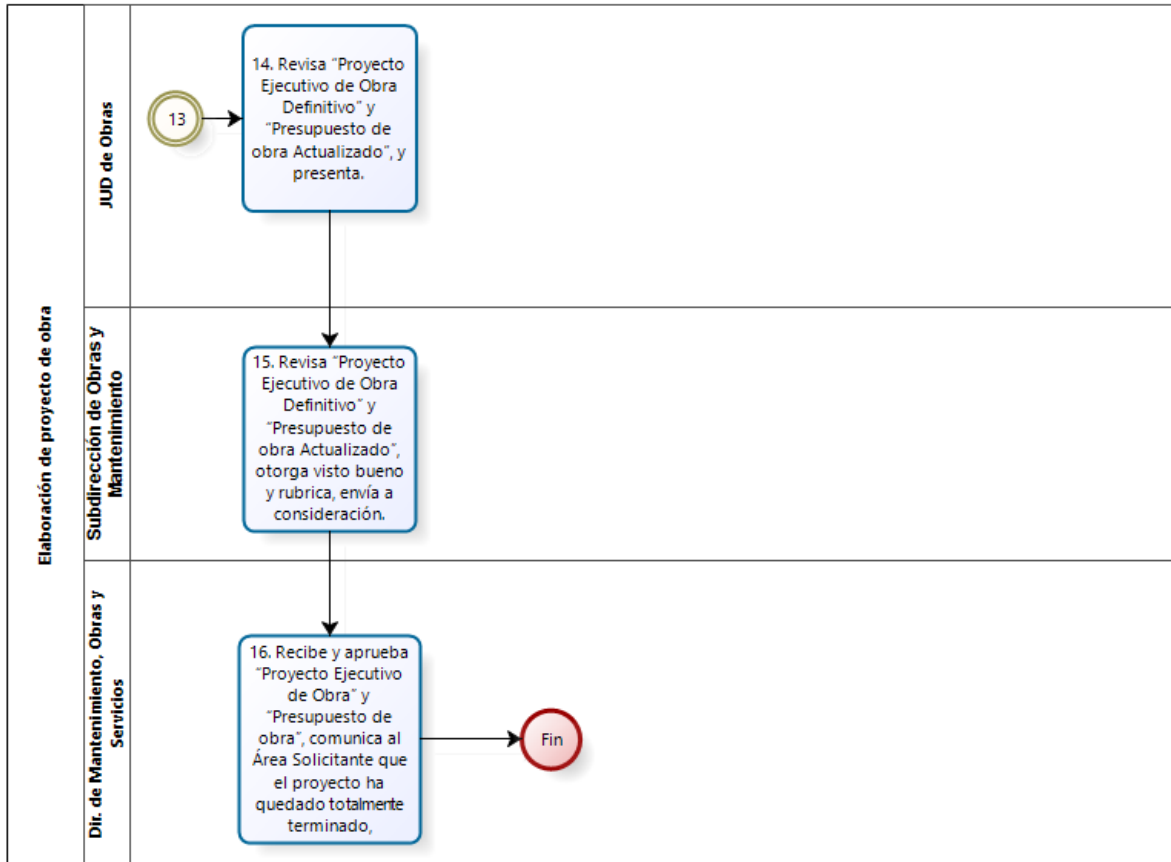 Elaboración de proyecto de obra
JUD de Obras
13
14. Revisa “Proyecto
Ejecutivo de Obra
Definitivo” y
“Presupuesto de
obra Actualizado”, y
presenta.
Subdirección de Obras y
Mantenimiento
15. Revisa “Proyecto
Ejecutivo de Obra
Definitivo” y
“Presupuesto de
obra Actualizado”,
otorga visto bueno
y rubrica, envía a
consideración.
Dir. de Mantenimiento, Obras y
Servicios
16. Recibe y aprueba
“Proyecto Ejecutivo
de Obra” y
“Presupuesto de
obra”, comunica al
Área Solicitante que
el proyecto ha
quedado totalmente
terminado,
Fin